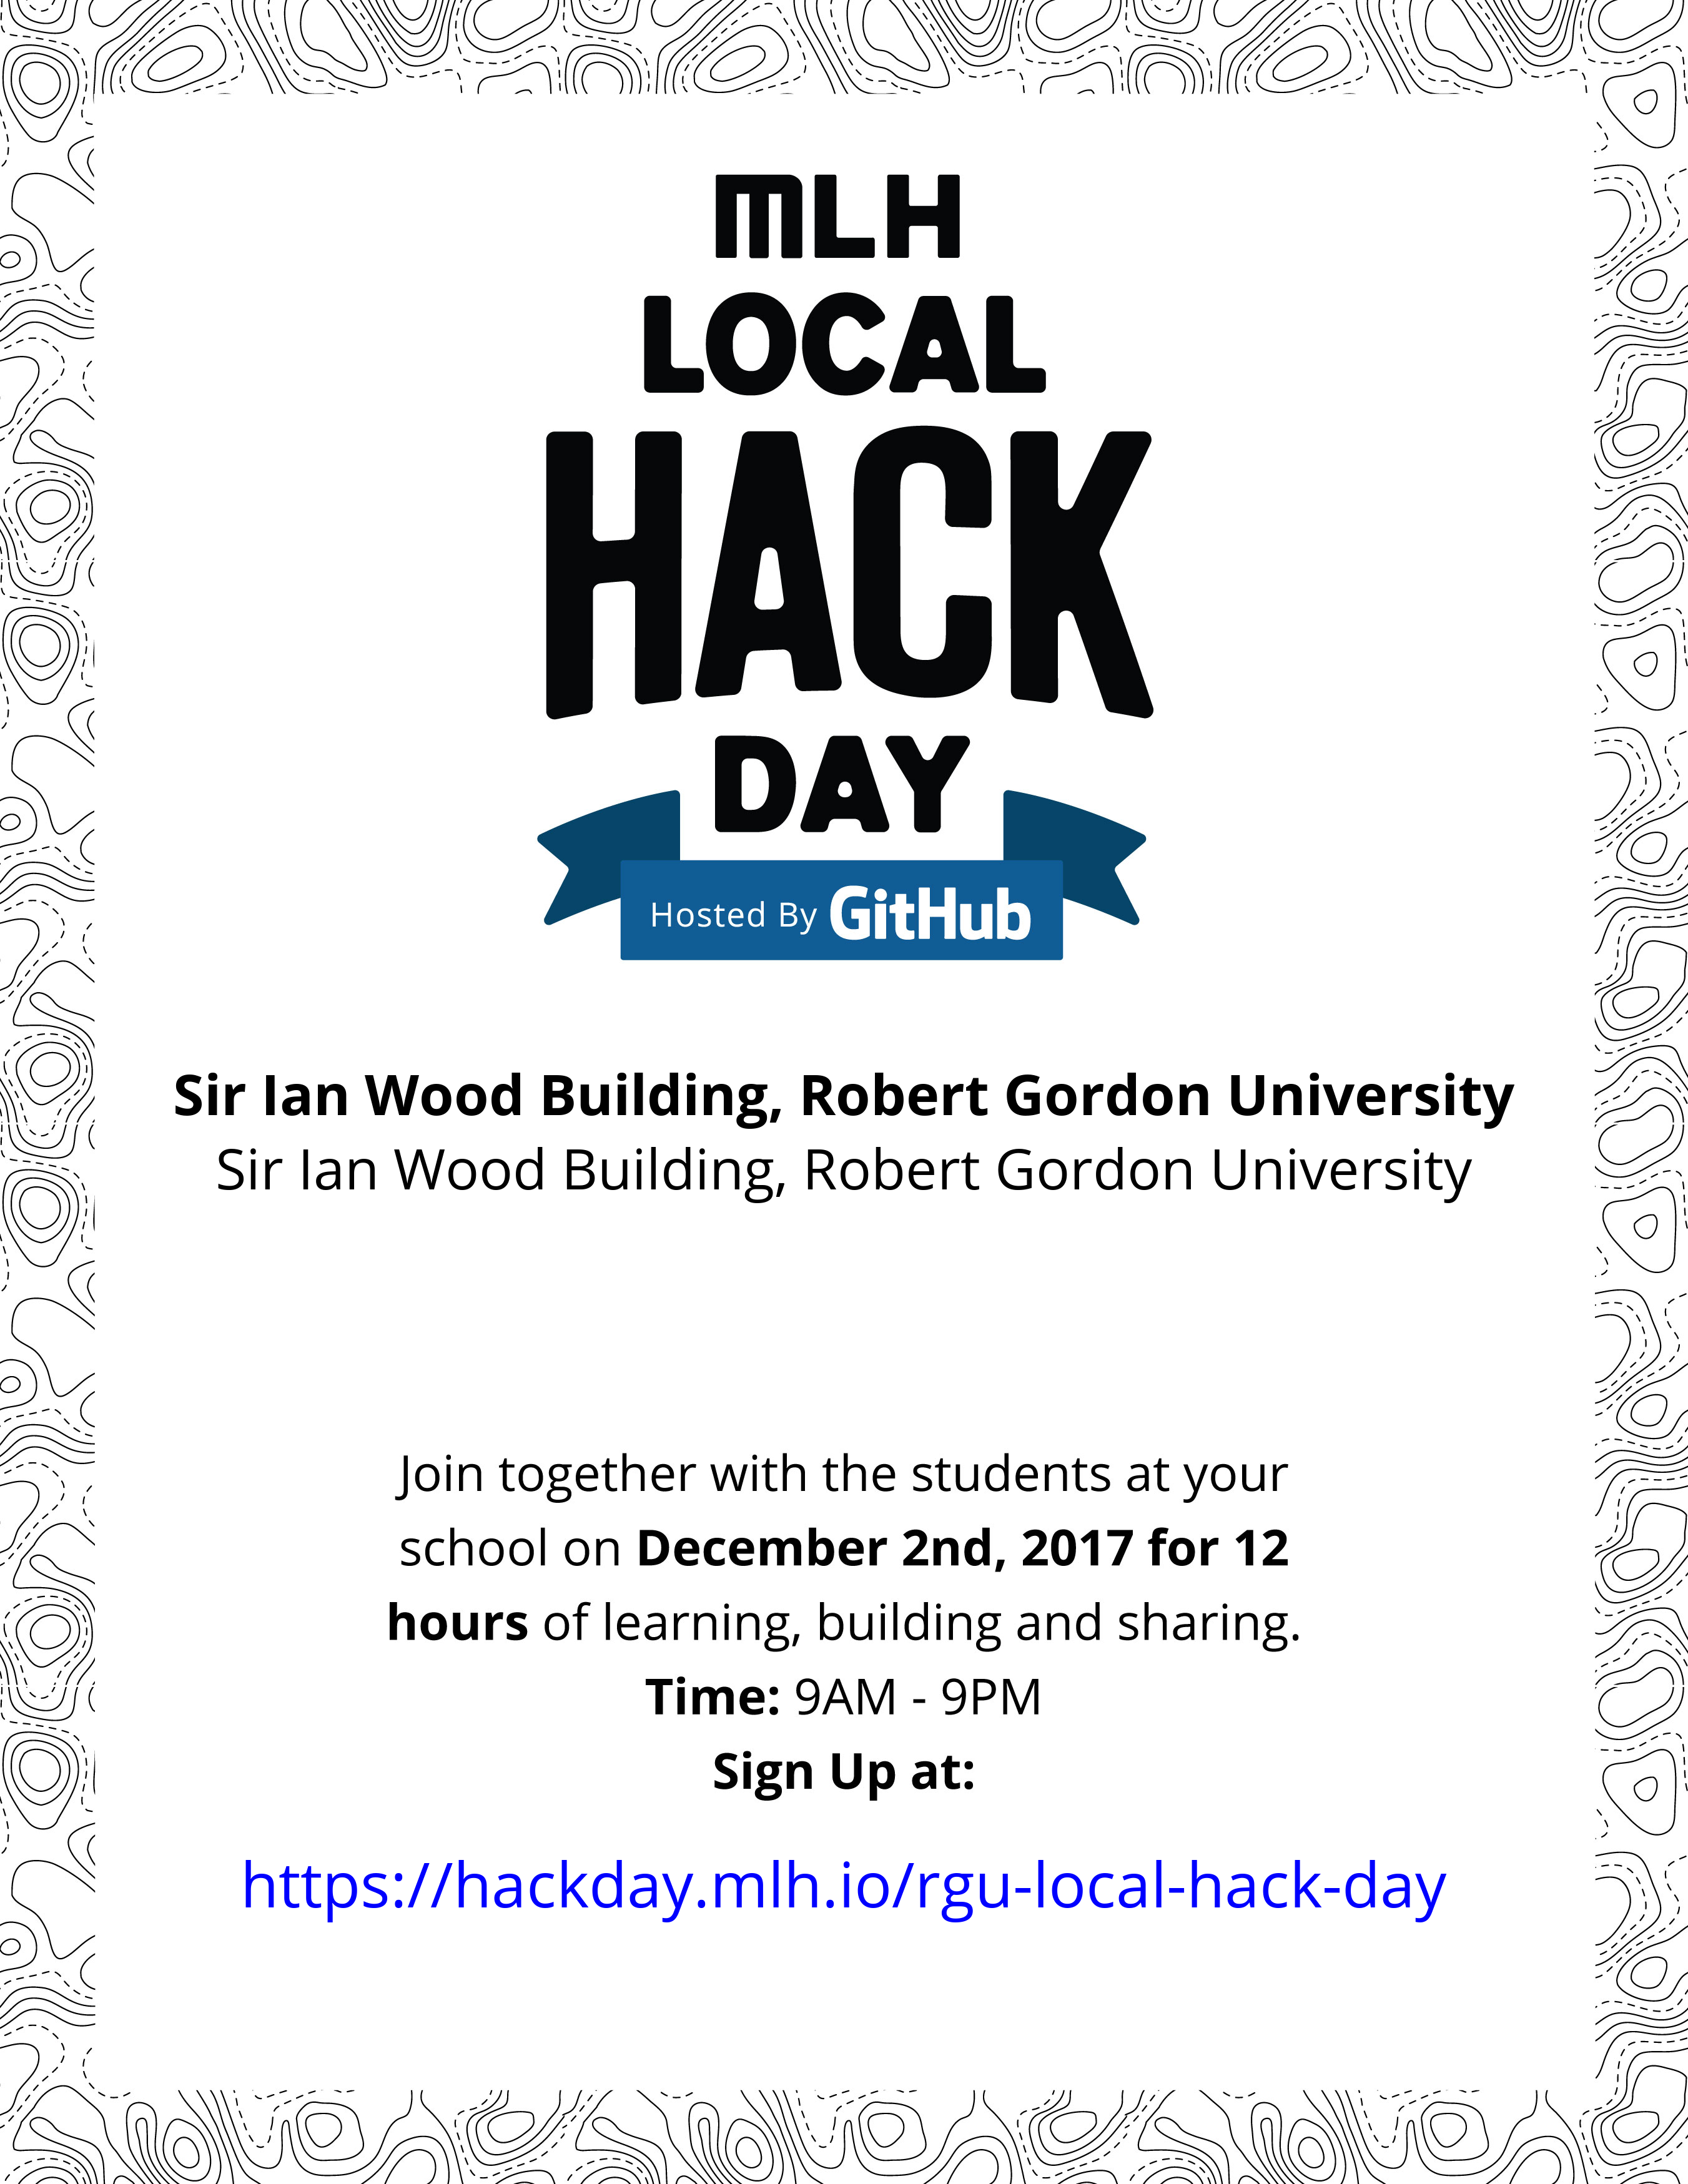 MLH
LOCAL
HACK
DAY
Hosted By GitHub
Sir Ian Wood Building, Robert Gordon University
Sir Ian Wood Building, Robert Gordon University
Join together with the students at your
school on December 2nd, 2017 for 12
hours of learning, building and sharing.
Time: 9AM - 9PM
Sign Up at:
https://hackday.mlh.io/rgu-local-hack-day